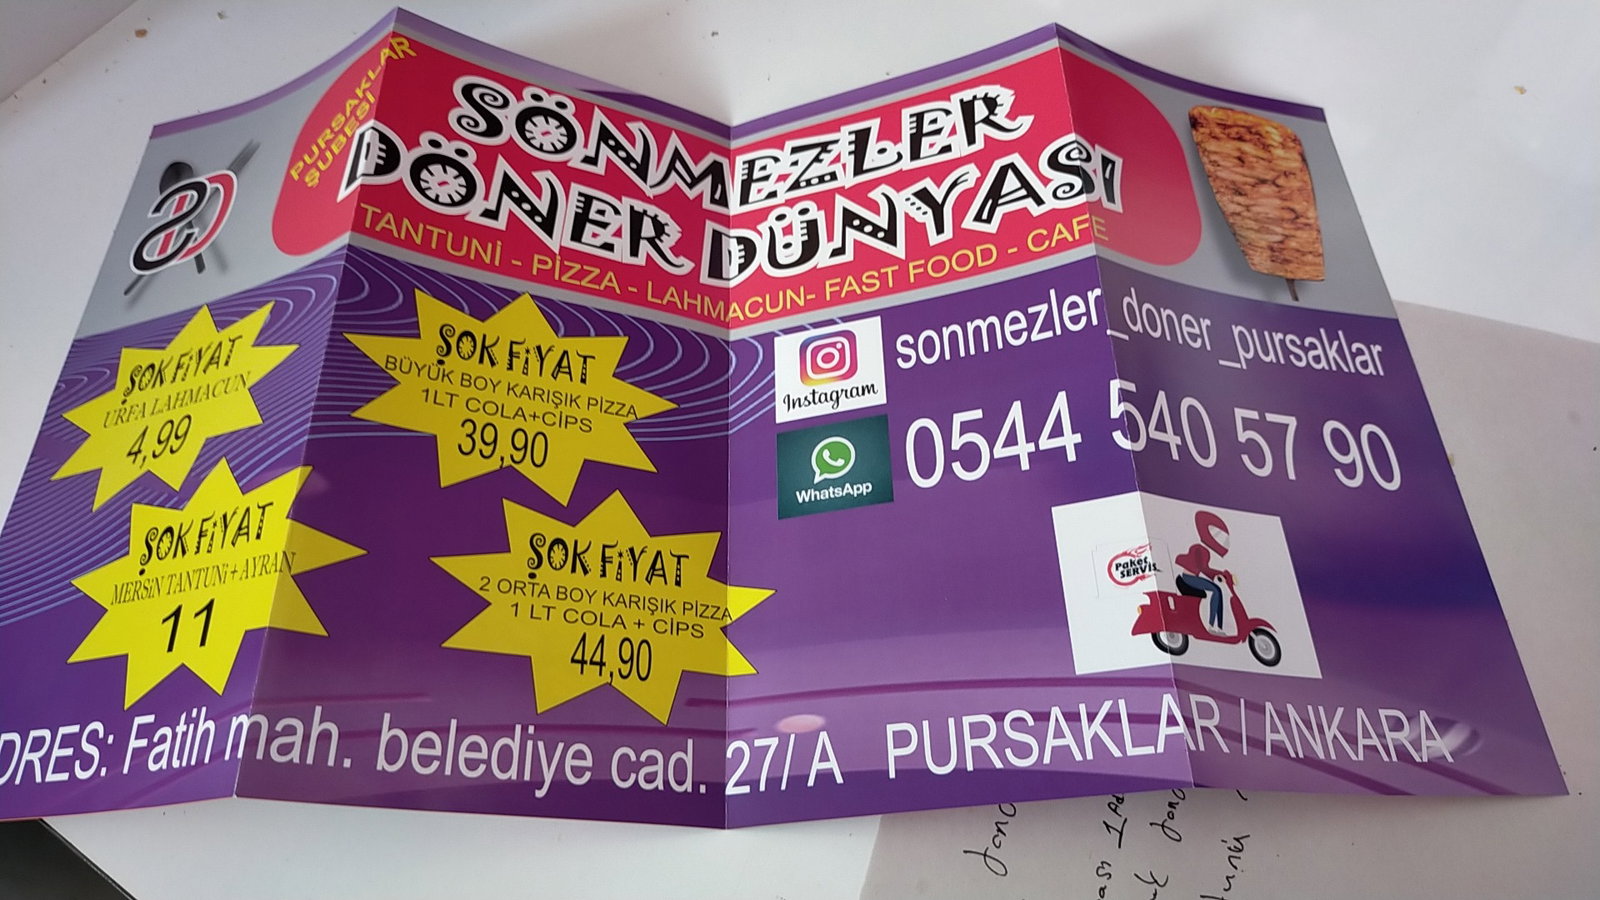 PURSAKLAR
ŞUBESİ
SÖNMEZLER
DÖNER DÜNYASI
TANTUNİ - PİZZA - LAHMACUN- FAST FOOD - CAFE
ŞOK FİYAT
URFA LAHMACUN
4,99
ŞOK FİYAT
BÜYÜK BOY KARIŞIK PİZZA
1LT COLA+CİPS
39,90
ŞOK FİYAT
MERSİN TANTUNİ + AYRAN
11
ŞOK FİYAT
2 ORTA BOY KARIŞIK PİZZA
1 LT COLA + CİPS
44,90
Instagram
sonmezler_doner_pursaklar
WhatsApp
0544 540 57 90
Paket
SERVİS
DRES: Fatih mah. belediye cad. 27/A PURSAKLAR / ANKARA